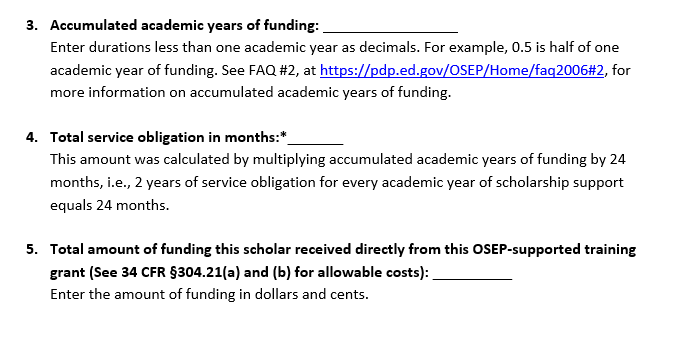 3. Accumulated academic years of funding: ____________________
Enter durations less than one academic year as decimals. For example, 0.5 is half of one
academic year of funding. See FAQ #2, at https://pdp.ed.gov/OSEP/Home/faq2006#2, for
more information on accumulated academic years of funding.
4. Total service obligation in months:*________
This amount was calculated by multiplying accumulated academic years of funding by 24
months, i.e., 2 years of service obligation for every academic year of scholarship support
equals 24 months.
5. Total amount of funding this scholar received directly from this OSEP-supported training
grant (See 34 CFR §304.21(a) and (b) for allowable costs): ____________
Enter the amount of funding in dollars and cents.